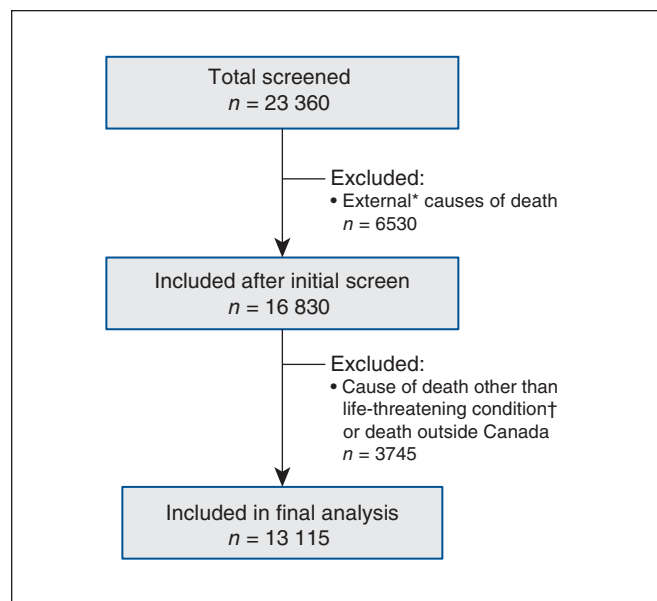 Total screened
n = 23 360
Excluded:
• External* causes of death
n = 6530
Included after initial screen
n = 16 830
Excluded:
• Cause of death other than
life-threatening condition†
or death outside Canada
n = 3745
Included in final analysis
n = 13 115